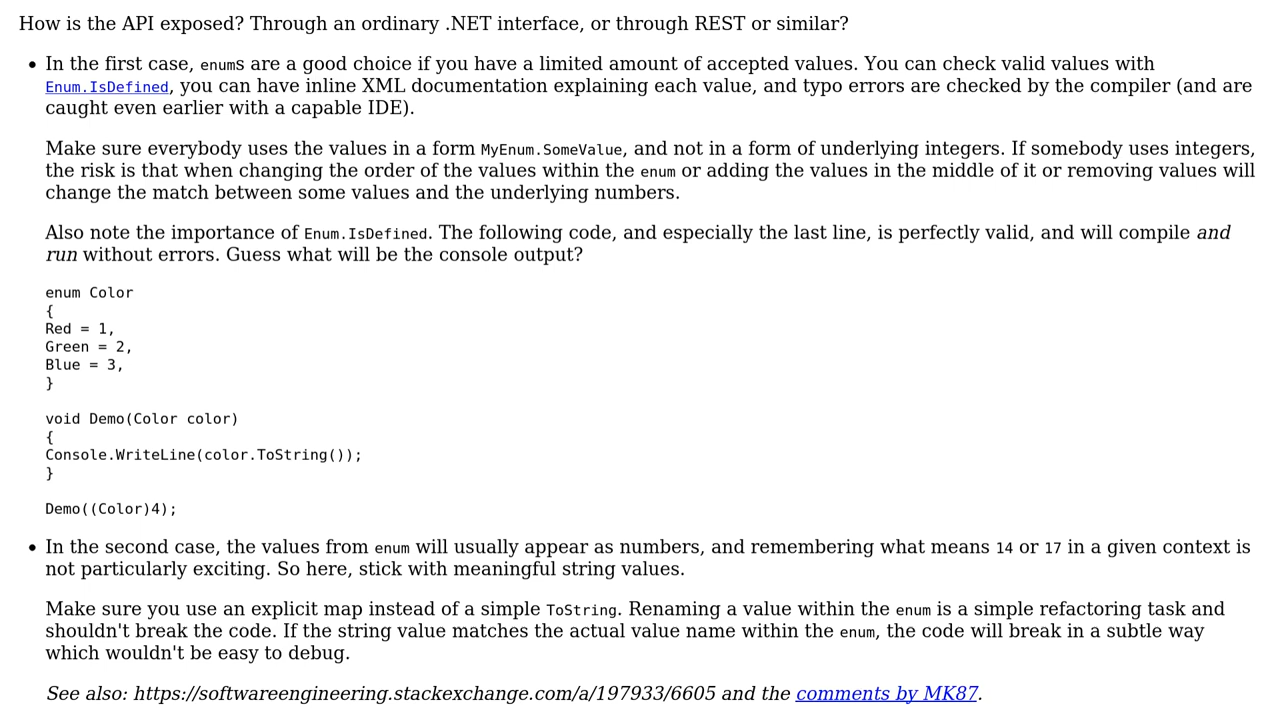 How is the API exposed? Through an ordinary .NET interface, or through REST or similar?
• In the first case, enums are a good choice if you have a limited amount of accepted values. You can check valid values with
Enum.IsDefined, you can have inline XML documentation explaining each value, and typo errors are checked by the compiler (and are
caught even earlier with a capable IDE).
Make sure everybody uses the values in a form MyEnum.SomeValue, and not in a form of underlying integers. If somebody uses integers,
the risk is that when changing the order of the values within the enum or adding the values in the middle of it or removing values will
change the match between some values and the underlying numbers.
Also note the importance of Enum.IsDefined. The following code, and especially the last line, is perfectly valid, and will compile and
run without errors. Guess what will be the console output?
enum Color
{
Red = 1,
Green = 2,
Blue = 3,
}
void Demo(Color color)
{
Console.WriteLine(color.ToString());
}
Demo((Color)4);
• In the second case, the values from enum will usually appear as numbers, and remembering what means 14 or 17 in a given context is
not particularly exciting. So here, stick with meaningful string values.
Make sure you use an explicit map instead of a simple ToString. Renaming a value within the enum is a simple refactoring task and
shouldn't break the code. If the string value matches the actual value name within the enum, the code will break in a subtle way
which wouldn't be easy to debug.
See also: https://softwareengineering.stackexchange.com/a/197933/6605 and the comments by MK87.